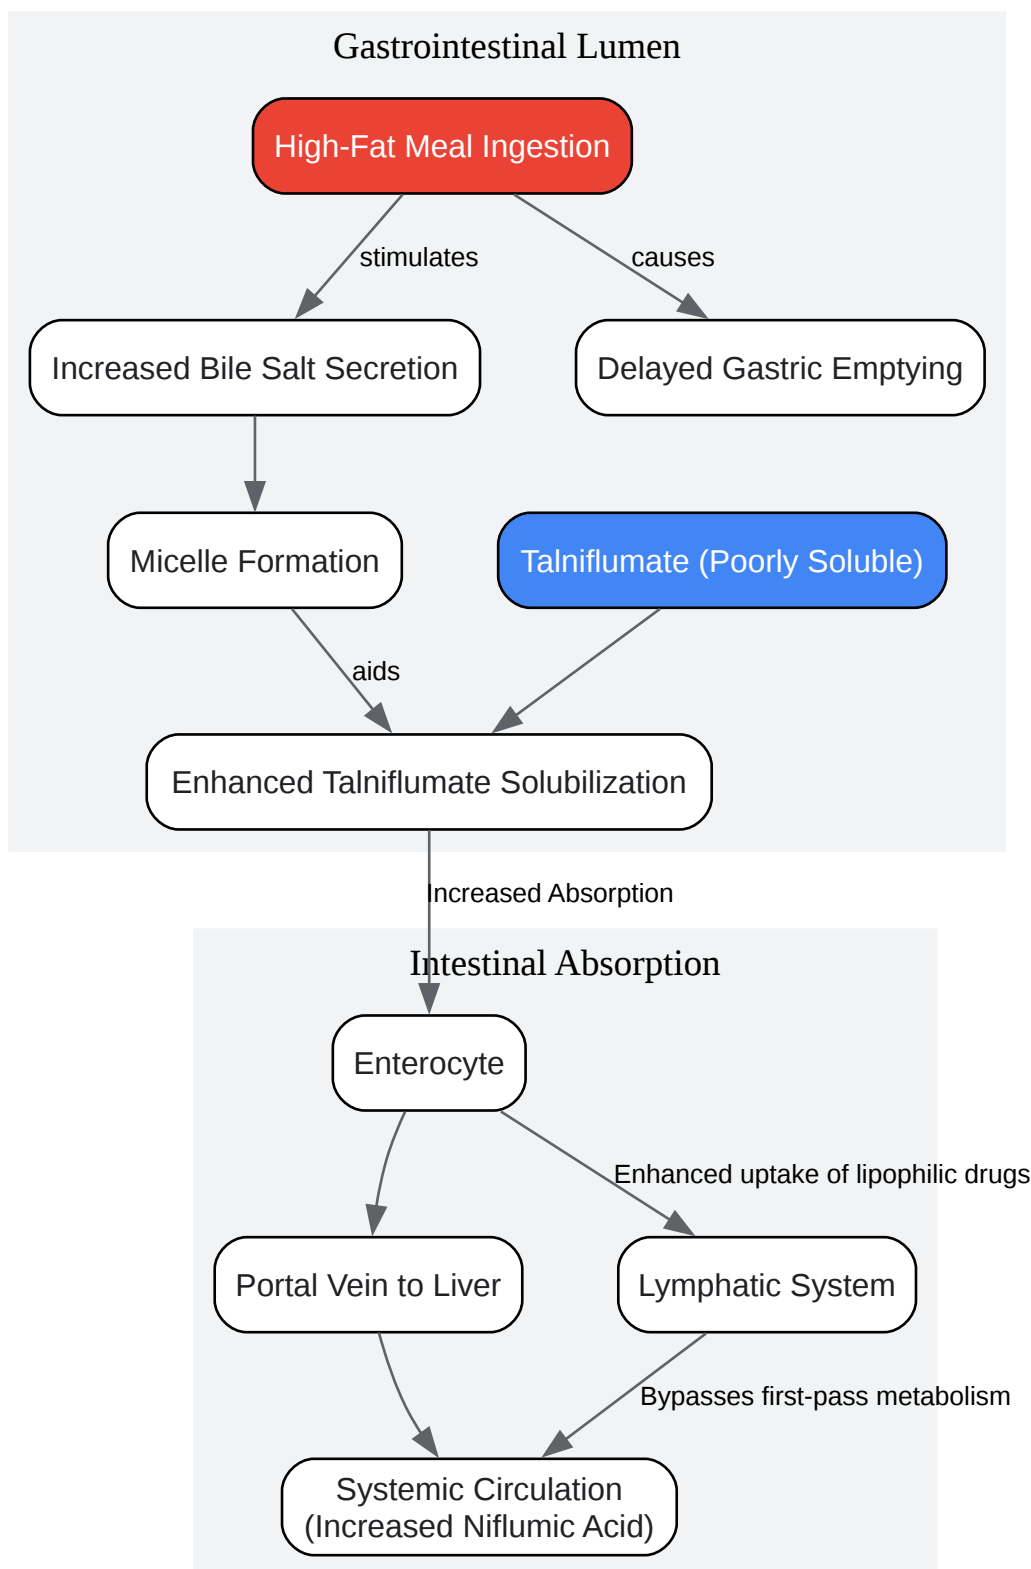 Gastrointestinal Lumen
High-Fat Meal Ingestion
stimulates
causes
Increased Bile Salt Secretion
Delayed Gastric Emptying
Micelle Formation
Talniflumate (Poorly Soluble)
aids
Enhanced Talniflumate Solubilization
Increased Absorption
Intestinal Absorption
Enterocyte
Enhanced uptake of lipophilic drugs
Portal Vein to Liver
Lymphatic System
Bypasses first-pass metabolism
Systemic Circulation
(Increased Niflumic Acid)